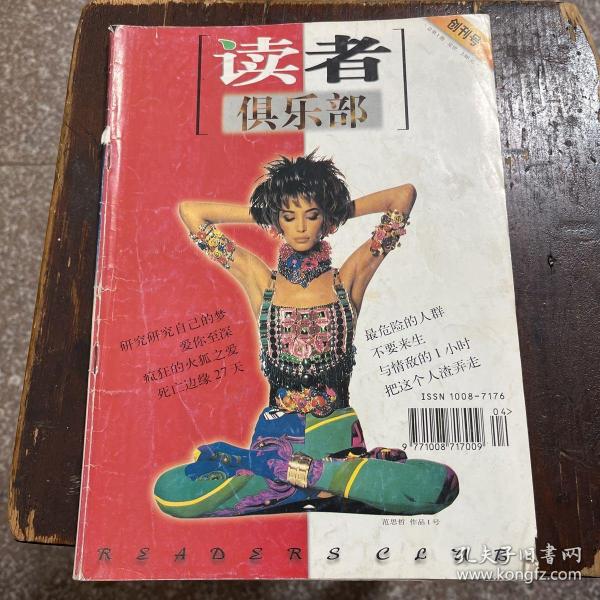 创刊号
读者
俱乐部
研究研究自己的梦
爱你至深
疯狂的火狐之爱
死亡边缘27天
最危险的人群
不要来生
与情敌的1小时
把这个人渣弄走
ISSN 1008-7176
04>
9 771008 717009
范思哲 作品1号
READERS CLUB
孔夫子旧书网
www.kongfz.com